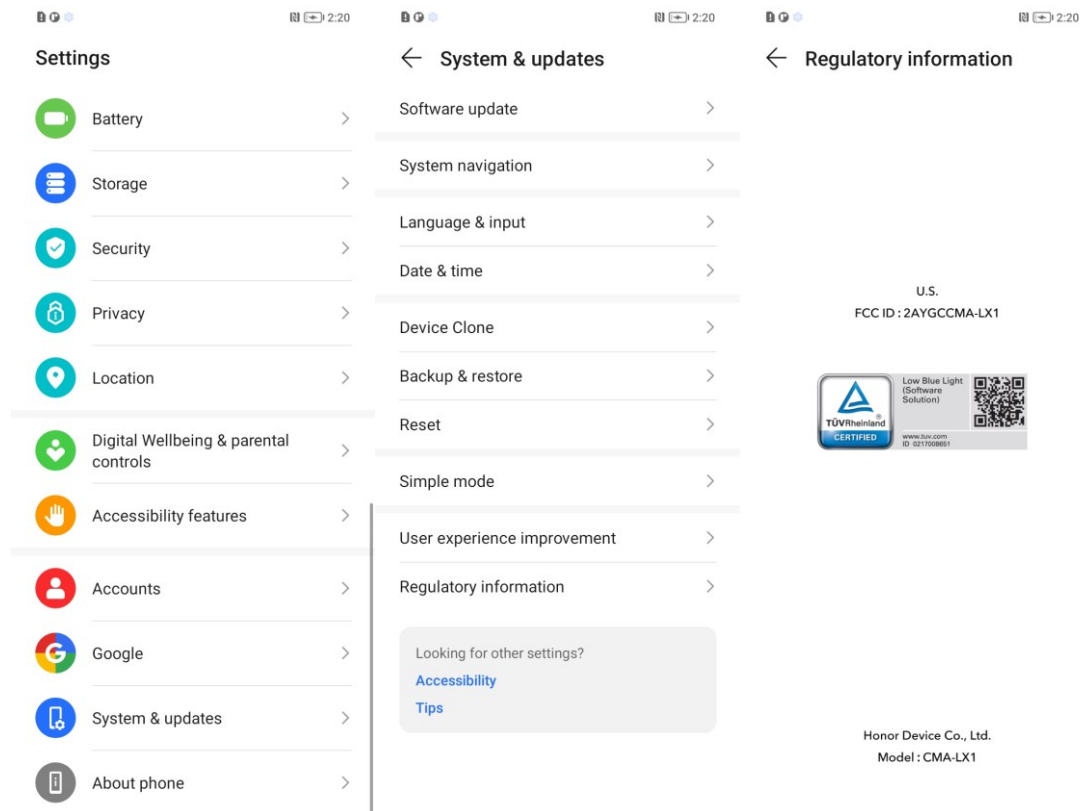 2:20
Settings
Battery
Storage
Security
Privacy
Location
Digital Wellbeing & parental
controls
Accessibility features
Accounts
Google
System & updates
About phone
2:20
System & updates
Software update
System navigation
Language & input
Date & time
Device Clone
Backup & restore
Reset
Simple mode
User experience improvement
Regulatory information
Looking for other settings?
Accessibility
Tips
2:20
Regulatory information
U.S.
FCC ID : 2AYGCCMA-LX1
TÜVRheinland®
CERTIFIED
Low Blue Light
(Software
Solution)
www.tuv.com
ID 0217008651
Honor Device Co., Ltd.
Model : CMA-LX1